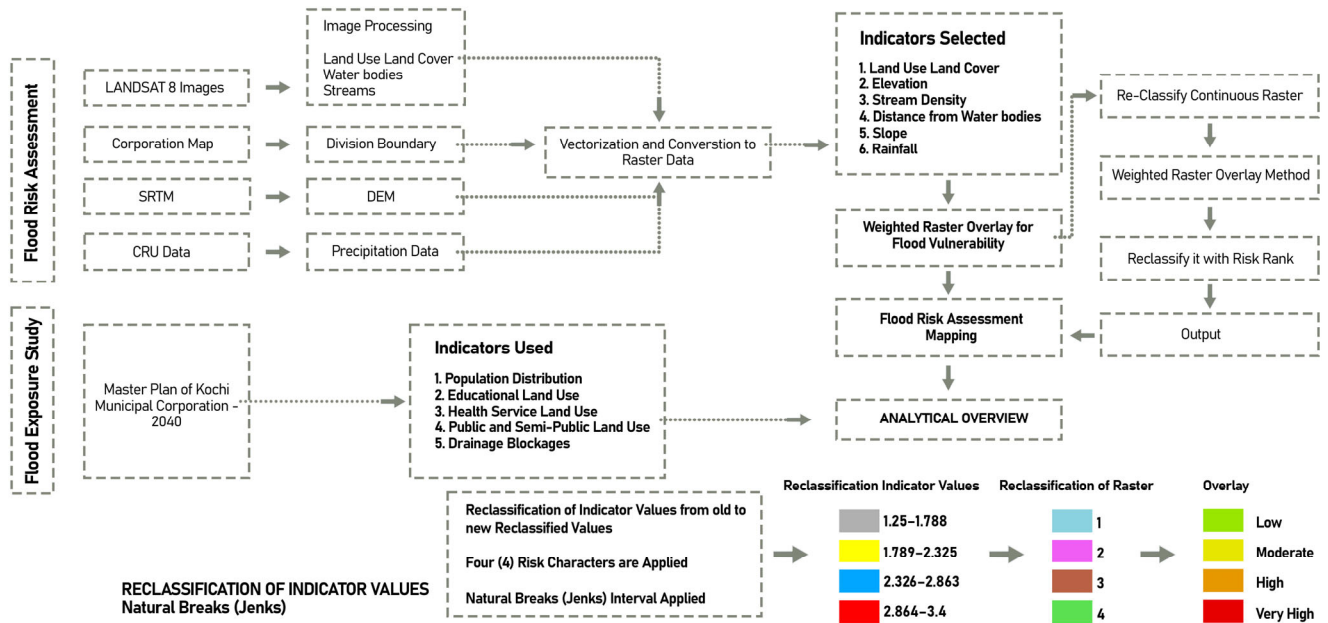 Flood Risk Assessment
LANDSAT 8 Images
Corporation Map
SRTM
CRU Data
Image Processing
Land Use Land Cover
Water bodies
Streams
Division Boundary
DEM
Precipitation Data
Vectorization and Converstion to
Raster Data
Indicators Selected
1. Land Use Land Cover
2. Elevation
3. Stream Density
4. Distance from Water bodies
5. Slope
6. Rainfall
Weighted Raster Overlay for
Flood Vulnerability
Flood Risk Assessment
Mapping
Re-Classify Continuous Raster
Weighted Raster Overlay Method
Reclassify it with Risk Rank
Output
Flood Exposure Study
Master Plan of Kochi
Municipal Corporation -
2040
Indicators Used
1. Population Distribution
2. Educational Land Use
3. Health Service Land Use
4. Public and Semi-Public Land Use
5. Drainage Blockages
ANALYTICAL OVERVIEW
RECLASSIFICATION OF INDICATOR VALUES
Natural Breaks (Jenks)
Reclassification of Indicator Values from old to
new Reclassified Values
Four (4) Risk Characters are Applied
Natural Breaks (Jenks) Interval Applied
Reclassification Indicator Values
1.25–1.788
1.789–2.325
2.326–2.863
2.864–3.4
Reclassification of Raster
1
2
3
4
Overlay
Low
Moderate
High
Very High